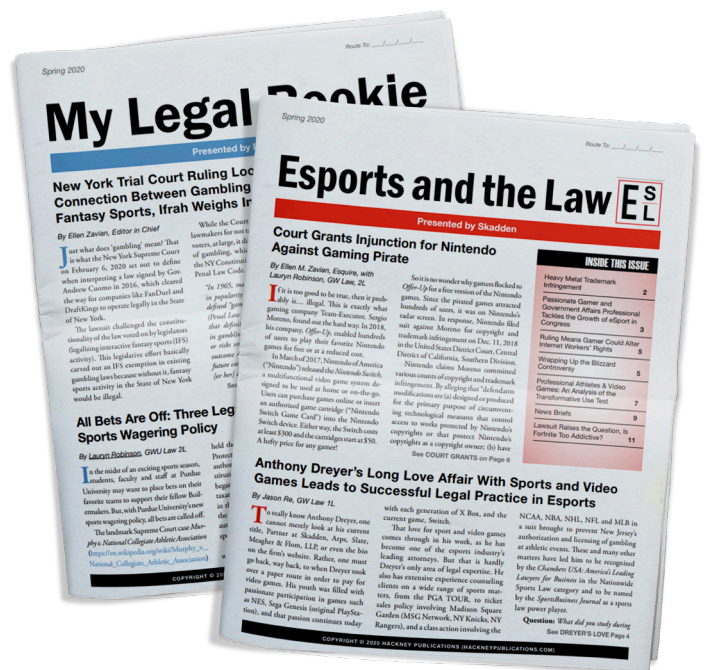 Spring 2020
Route To: ___/___/___
My Legal Bookie
Presented by
New York Trial Court Ruling
Connection Between Gambling
Fantasy Sports, Ifrah Weighs
By Ellen Zavian, Editor in Chief
Just what does 'gambling' mean? That
is what the New York Supreme Court
on February 6, 2020 set out to define
when interpreting a law signed by Gov.
Andrew Cuomo in 2016, which cleared
the way for companies like FanDuel and
DraftKings to operate legally in the State
of New York.
The lawsuit challenged the constitu-
tionality of the law voted on by legislators
(legalizing interactive fantasy sports (IFS)
activity). This legislative effort basically
carved out an IFS exemption in existing
gambling laws because without it, fantasy
sports activity in the State of New York
would be illegal.
While the Court
lawmakers for not
voters, at large, it
of gambling, which
the NY Constituti
Penal Law Code.
"In 1965,
in popularity
defined "gam
(Penal Law
that defini
in gambling
or risks
outcome
future cont
[or her]
All Bets Are Off: Three Leg
Sports Wagering Policy
By Lauryn Robinson, GWU Law 2L
In the midst of an exciting sports season,
students, faculty and staff at Purdue
University may want to place bets on their
favorite teams to support their fellow Boil-
ermakers. But, with Purdue University's new
sports wagering policy, all bets are called off.
The landmark Supreme Court case Mur-
phy v. National Collegiate Athletic Association
(https://en.wikipedia.org/wiki/Murphy_v._
National_Collegiate_Athletic_Association)
held the
Protect
author
began
taxat
in the
COPYRIGHT © 20
Spring 2020
Route To: ___/___/___
Esports and the Law
ESL
Presented by Skadden
Court Grants Injunction for Nintendo
Against Gaming Pirate
By Ellen M. Zavian, Esquire, with
Lauryn Robinson, GW Law, 2L
If it is too good to be true, then it prob-
ably is… illegal. This is exactly what
gaming company Team-Executor, Sergio
Moreno, found out the hard way. In 2018,
his company, Offer-Up, enabled hundreds
of users to play their favorite Nintendo
games for free or at a reduced cost.
In March of 2017, Nintendo of America
("Nintendo") released the Nintendo Switch,
a multifunctional video game system de-
signed to be used at home or on-the-go.
Users can purchase games online or insert
an authorized game cartridge ("Nintendo
Switch Game Card") into the Nintendo
Switch device. Either way, the Switch costs
at least $300 and the cartridges start at $50.
A hefty price for any gamer!
So it is no wonder why gamers flocked to
Offer-Up for a free version of the Nintendo
games. Since the pirated games attracted
hundreds of users, it was on Nintendo's
radar screen. In response, Nintendo filed
suit against Moreno for copyright and
trademark infringement on Dec. 11, 2018
in the United States District Court, Central
District of California, Southern Division.
Nintendo claims Moreno committed
various counts of copyright and trademark
infringement. By alleging that "defendants
modifications are (a) designed or produced
for the primary purpose of circumvent-
ing technological measures that control
access to works protected by Nintendo's
copyrights or that protect Nintendo's
copyrights as a copyright owner; (b) have
See COURT GRANTS on Page 6
INSIDE THIS ISSUE
Heavy Metal Trademark
Infringement 2
Passionate Gamer and
Government Affairs Professional
Tackles the Growth of eSport in
Congress 3
Ruling Means Gamer Could Alter
Internet Workers' Rights 5
Wrapping Up the Blizzard
Controversy 5
Professional Athletes & Video
Games: An Analysis of the
Transformative Use Test 7
News Briefs 9
Lawsuit Raises the Question, Is
Fortnite Too Addictive? 11
Anthony Dreyer's Long Love Affair With Sports and Video
Games Leads to Successful Legal Practice in Esports
By Jason Re, GW Law 1L
To really know Anthony Dreyer, one
cannot merely look at his current
title, Partner at Skadden, Arps, Slate,
Meagher & Flom, LLP, or even the bio
on the firm's website. Rather, one must
go back, way back, to when Dreyer took
over a paper route in order to pay for
video games. His youth was filled with
passionate participation in games such
as NES, Sega Genesis (original PlaySta-
tion), and that passion continues today
with each generation of X Box, and the
current game, Switch.
That love for sport and video games
comes through in his work, as he has
become one of the esports industry's
leading attorneys. But that is hardly
Dreyer's only area of legal expertise. He
also has extensive experience counseling
clients on a wide range of sports mat-
ters, from the PGA TOUR, to ticket
sales policy involving Madison Square
Garden (MSG Network, NY Knicks, NY
Rangers), and a class action involving the
NCAA, NBA, NHL, NFL and MLB in
a suit brought to prevent New Jersey's
authorization and licensing of gambling
at athletic events. These and many other
matters have led him to be recognized
by the Chambers USA: America's Leading
Lawyers for Business in the Nationwide
Sports Law category and to be named
by the SportsBusiness Journal as a sports
law power player.
Question: What did you study during
See DREYER'S LOVE Page 4
COPYRIGHT © 2020 HACKNEY PUBLICATIONS (HACKNEYPUBLICATIONS.COM)